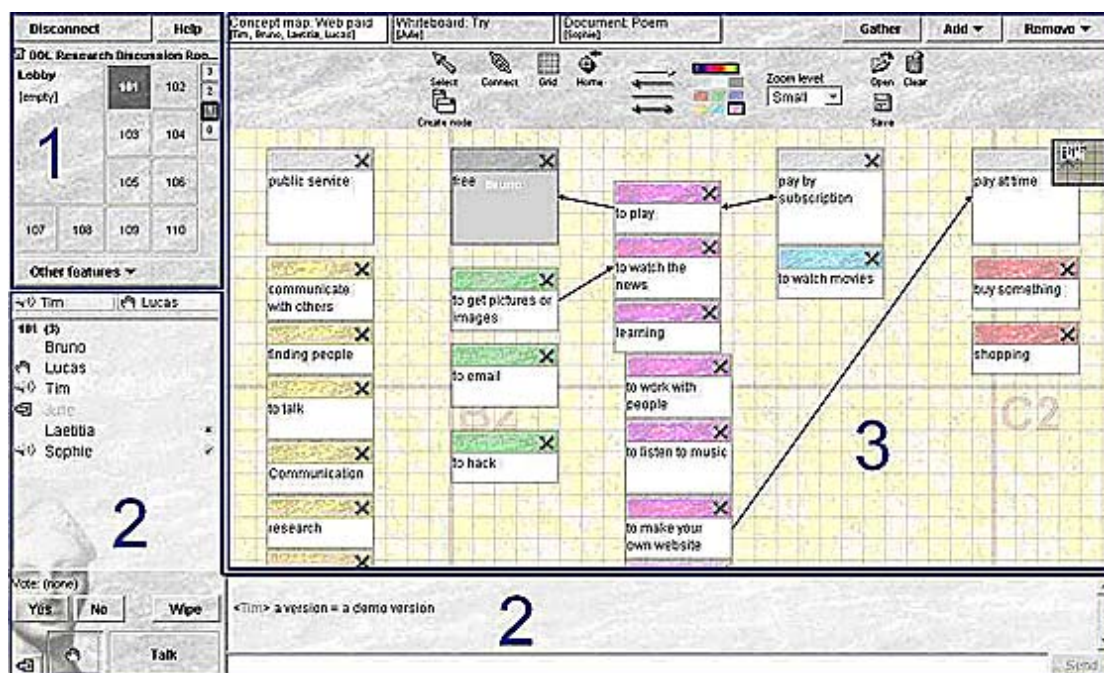 Disconnect
Help
Research Discussion Roo...
Lobby
[empty]
101
102
103
104
105
106
107
108
109
110
3
2
0
1
Other features
Tim
Lucas
101 (3)
Bruno
Lucas
Tim
June
Laetitia
Sophie
2
Vote: (none)
Yes
No
Wipe
Talk
Concept map: Web paid
[Tim, Bruno, Laetitia, Lucas]
Whiteboard: Try
Document: Poem
[Sophie]
Gather
Add
Remove
Select
Connect
Grid
Home
Create node
Zoom level
Small
Open
Clear
Save
public service
communicate
with others
finding people
to talk
Communication
research
free
Bruno
to get pictures or
images
to email
B2
to hack
to play
to watch the
news
learning
to work with
people
to listen to music
to make your
own website
pay by
subscription
to watch movies
pay at time
buy something
shopping
C2
3
<Tim> a version = a demo version
2
Send